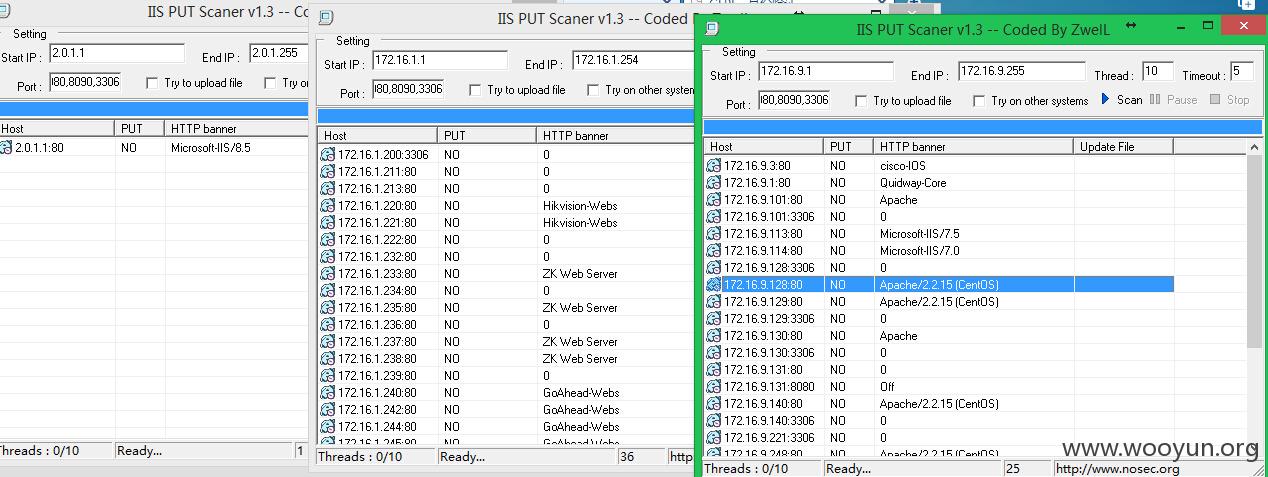 IIS PUT Scaner v1.3 -- Co
Setting
Start IP : 2.0.1.1 End IP : 2.0.1.255
Port : 080,8090,3306 Try to upload file Try on
Host PUT HTTP banner
2.0.1.1:80 NO Microsoft-IIS/8.5
Threads : 0/10 Ready... 1
IIS PUT Scaner v1.3 -- Coded B
Setting
Start IP : 172.16.1.1 End IP : 172.16.1.254
Port : 080,8090,3306 Try to upload file Try on other system
Host PUT HTTP banner
172.16.1.200:3306 NO 0
172.16.1.211:80 NO 0
172.16.1.213:80 NO 0
172.16.1.220:80 NO Hikvision-Webs
172.16.1.221:80 NO Hikvision-Webs
172.16.1.222:80 NO 0
172.16.1.232:80 NO 0
172.16.1.233:80 NO ZK Web Server
172.16.1.234:80 NO 0
172.16.1.235:80 NO ZK Web Server
172.16.1.236:80 NO 0
172.16.1.237:80 NO ZK Web Server
172.16.1.238:80 NO ZK Web Server
172.16.1.239:80 NO 0
172.16.1.240:80 NO GoAhead-Webs
172.16.1.242:80 NO GoAhead-Webs
172.16.1.244:80 NO GoAhead-Webs
172.16.1.245:80 NO GoAhead-Webs
Threads : 0/10 Ready... 36 http
IIS PUT Scaner v1.3 -- Coded By ZwelL
Setting
Start IP : 172.16.9.1 End IP : 172.16.9.255 Thread : 10 Timeout : 5
Port : 080,8090,3306 Try to upload file Try on other systems Scan Pause Stop
Host PUT HTTP banner Update File
172.16.9.3:80 NO cisco-IOS
172.16.9.1:80 NO Quidway-Core
172.16.9.101:80 NO Apache
172.16.9.101:3306 NO 0
172.16.9.113:80 NO Microsoft-IIS/7.5
172.16.9.114:80 NO Microsoft-IIS/7.0
172.16.9.128:3306 NO 0
172.16.9.128:80 NO Apache/2.2.15 (CentOS)
172.16.9.129:80 NO Apache/2.2.15 (CentOS)
172.16.9.129:3306 NO 0
172.16.9.130:80 NO Apache
172.16.9.130:3306 NO 0
172.16.9.131:80 NO 0
172.16.9.131:8080 NO Off
172.16.9.140:80 NO Apache/2.2.15 (CentOS)
172.16.9.140:3306 NO 0
172.16.9.221:3306 NO 0
172.16.9.248:80 NO Apache/2.2.15 (CentOS)
www.wooyun.org
Threads : 0/10 Ready... 25 http://www.nosec.org